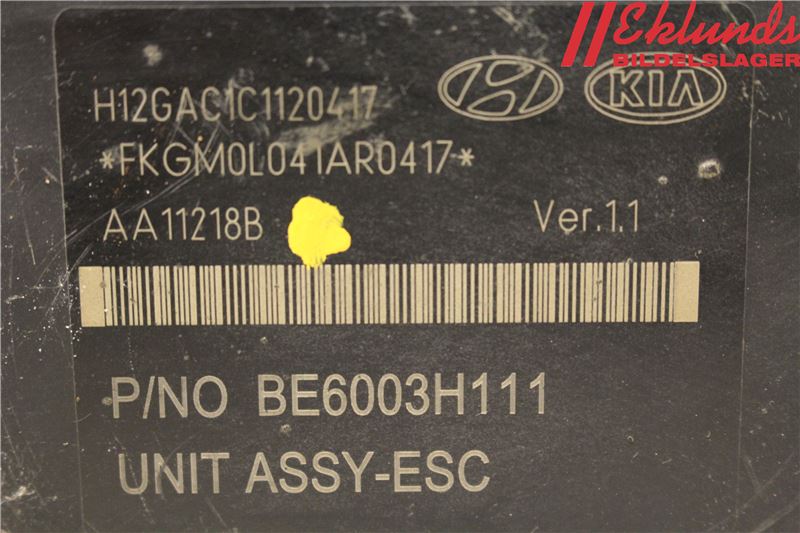 Eklunds
BILDELSLAGER
KIA
H12GAC1C1120417
*FKGM0L041AR0417*
AA11218B
Ver.1.1
P/NO BE6003H111
UNIT ASSY-ESC